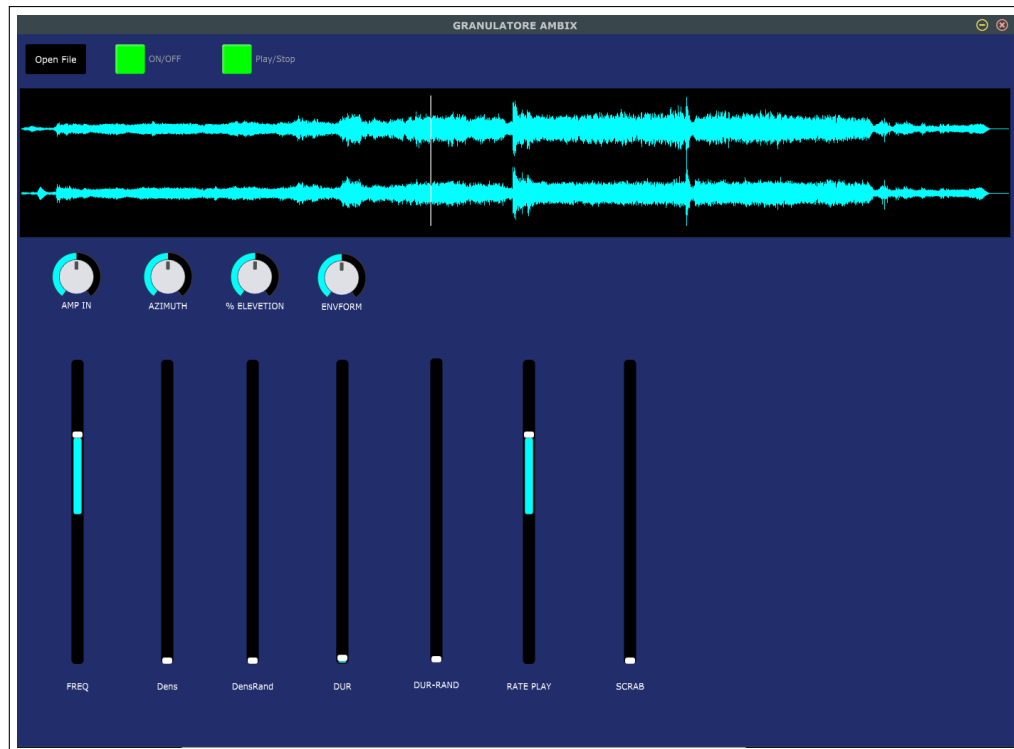 GRANULATORE AMBIX
Open File
ON/OFF
Play/Stop
AMP IN
AZIMUTH
% ELEVETION
ENVFORM
FREQ
Dens
DensRand
DUR
DUR-RAND
RATE PLAY
SCRAB